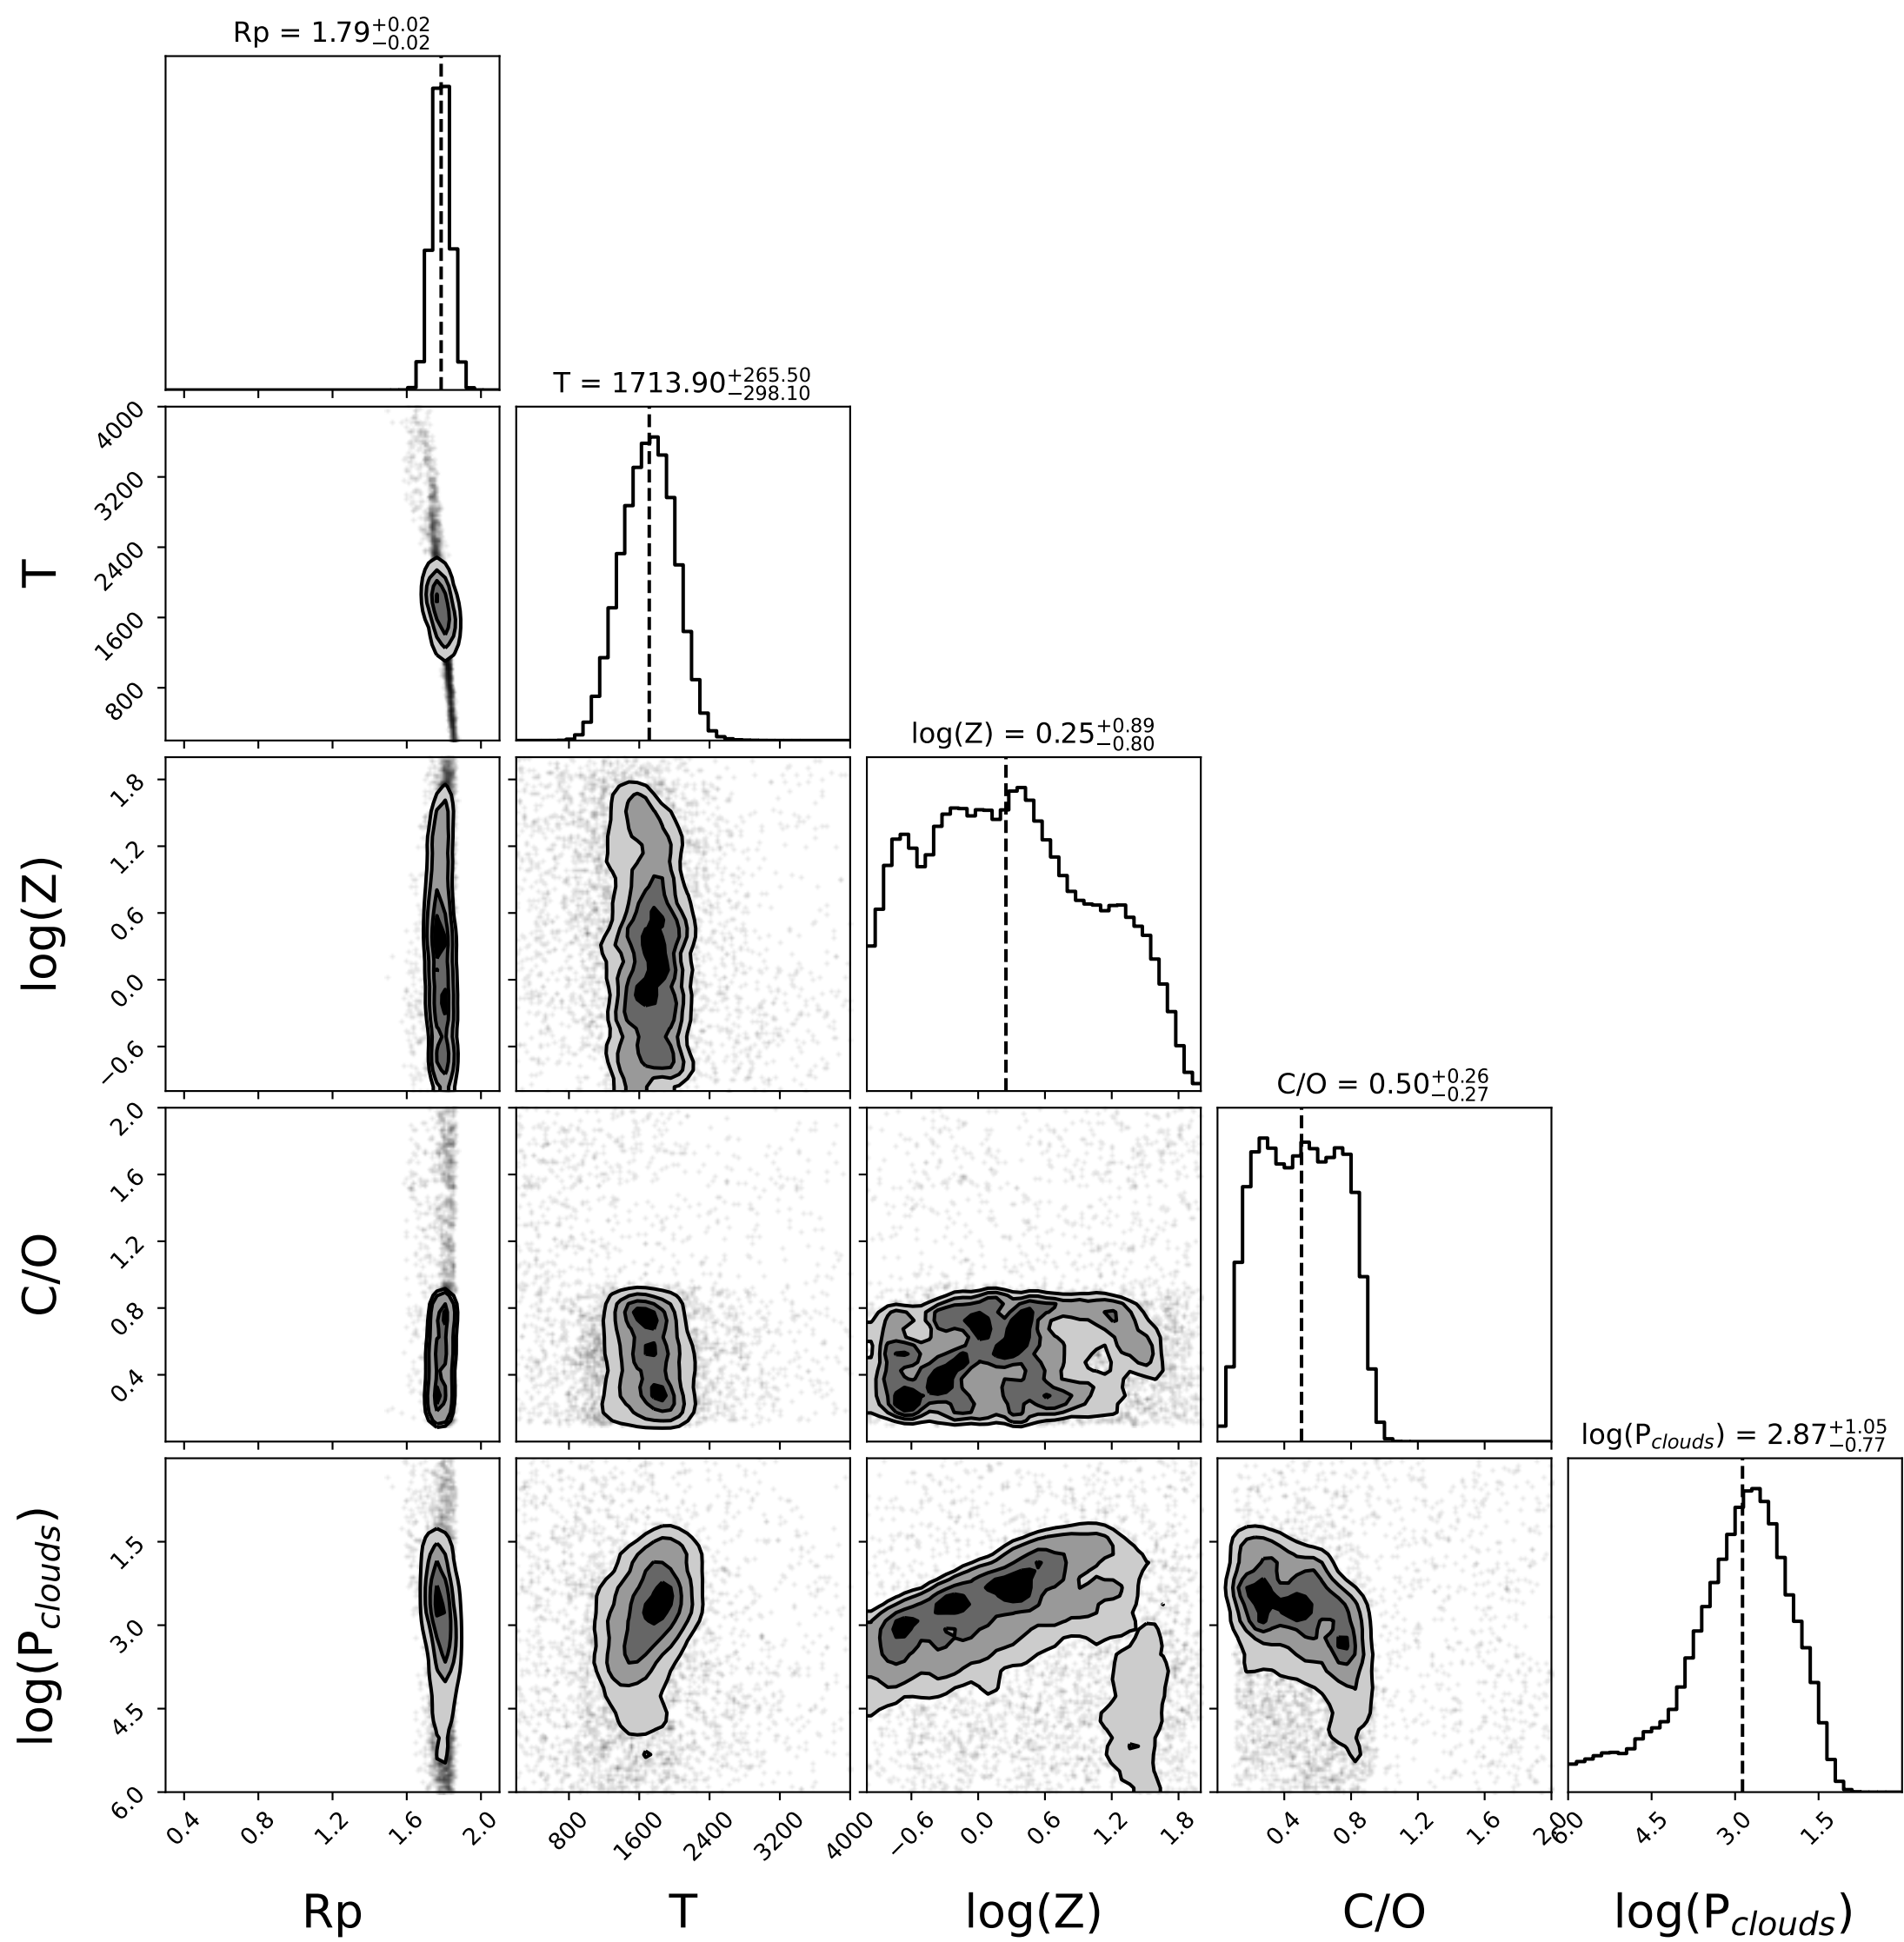 Rp = 1.79 +0.02 −0.02
T = 1713.90 +265.50 −298.10
4000
3200
2400
1600
800
T
log(Z) = 0.25 +0.89 −0.80
1.8
1.2
0.6
0.0
−0.6
log(Z)
C/O = 0.50 +0.26 −0.27
2.0
1.6
1.2
0.8
0.4
C/O
log(Pclouds) = 2.87 +1.05 −0.77
1.5
3.0
4.5
6.0
log(Pclouds)
0.4 0.8 1.2 1.6 2.0 800 1600 2400 3200 4000 −0.6 0.0 0.6 1.2 1.8 0.4 0.8 1.2 1.6 2.0 6.0 4.5 3.0 1.5
Rp T log(Z) C/O log(Pclouds)